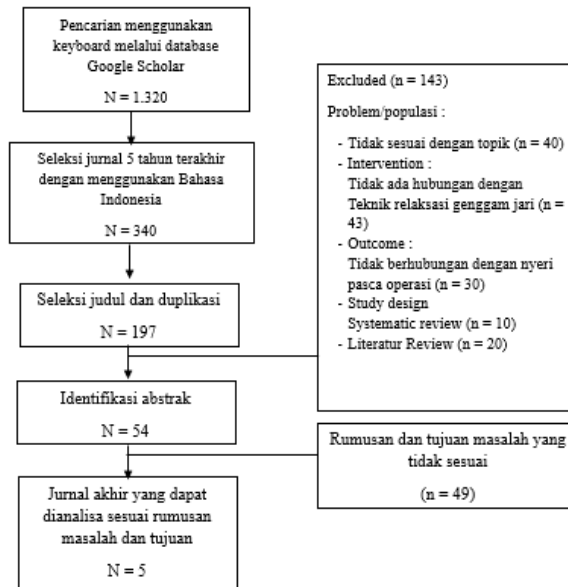 Pencarian menggunakan
keyboard melalui database
Google Scholar
N = 1.320
Seleksi jurnal 5 tahun terakhir
dengan menggunakan Bahasa
Indonesia
N = 340
Seleksi judul dan duplikasi
N = 197
Excluded (n = 143)
Problem/populasi :
- Tidak sesuai dengan topik (n = 40)
- Intervention :
Tidak ada hubungan dengan
Teknik relaksasi genggam jari (n =
43)
- Outcome :
Tidak berhubungan dengan nyeri
pasca operasi (n = 30)
- Study design
Systematic review (n = 10)
- Literatur Review (n = 20)
Identifikasi abstrak
N = 54
Rumusan dan tujuan masalah yang
tidak sesuai
(n = 49)
Jurnal akhir yang dapat
dianalisa sesuai rumusan
masalah dan tujuan
N = 5